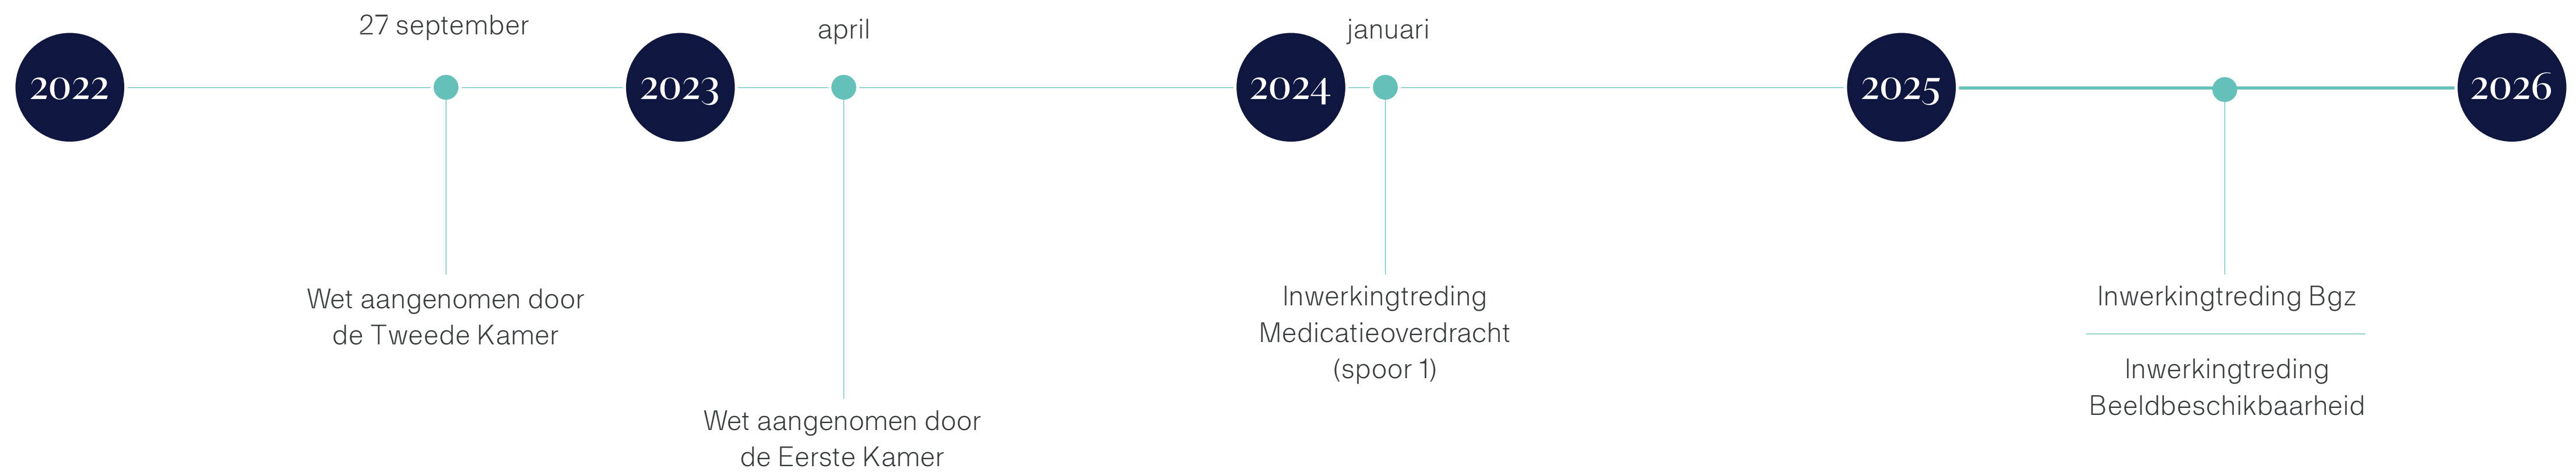 27 september
april
januari
2022
2023
2024
2025
2026
Wet aangenomen door
de Tweede Kamer
Wet aangenomen door
de Eerste Kamer
Inwerkingtreding
Medicatieoverdracht
(spoor 1)
Inwerkingtreding Bgz
Inwerkingtreding
Beeldbeschikbaarheid